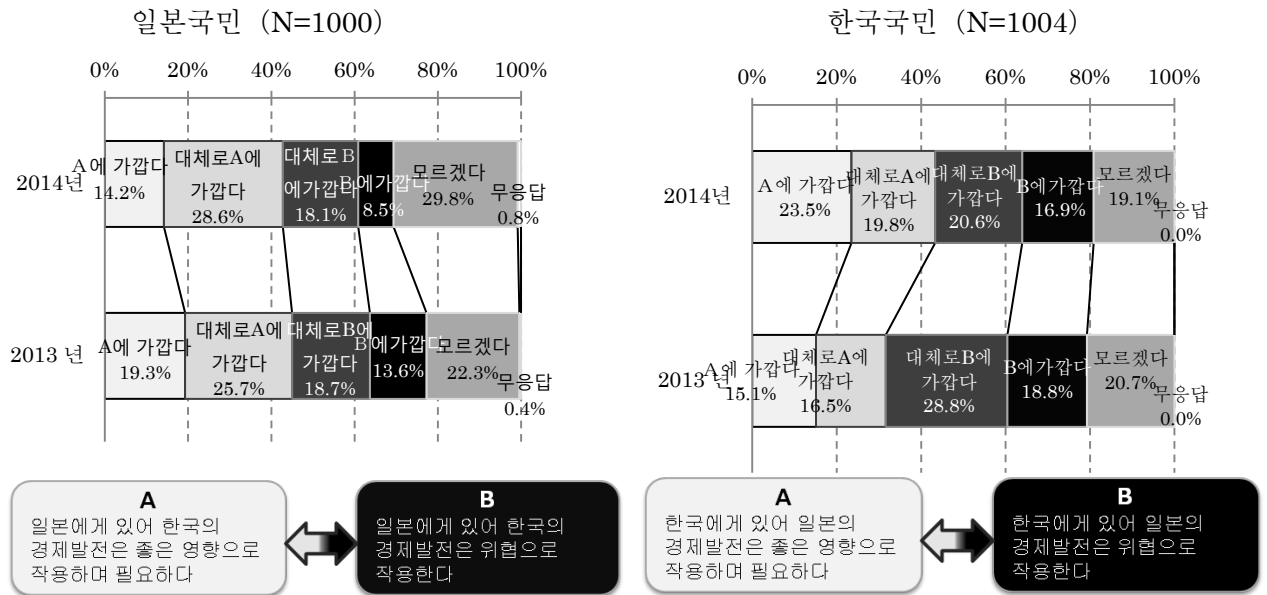 일본국민 (N=1000)
0% 20% 40% 60% 80% 100%
2014년
A에 가깝다
14.2%
대체로A에
가깝다
28.6%
대체로B
에가깝다
18.1%
B에가깝다
8.5%
모르겠다
29.8%
무응답
0.8%
2013 년
A에 가깝다
19.3%
대체로A에
가깝다
25.7%
대체로B에
가깝다
18.7%
B에가깝다
13.6%
모르겠다
22.3%
무응답
0.4%
A
일본에게 있어 한국의
경제발전은 좋은 영향으로
작용하며 필요하다
B
일본에게 있어 한국의
경제발전은 위협으로
작용한다
한국국민 (N=1004)
0% 20% 40% 60% 80% 100%
2014년
A에 가깝다
23.5%
대체로A에
가깝다
19.8%
대체로B에
가깝다
20.6%
B에가깝다
16.9%
모르겠다
19.1%
무응답
0.0%
2013년
A에 가깝다
15.1%
대체로A에
가깝다
16.5%
대체로B에
가깝다
28.8%
B에가깝다
18.8%
모르겠다
20.7%
무응답
0.0%
A
한국에게 있어 일본의
경제발전은 좋은 영향으로
작용하며 필요하다
B
한국에게 있어 일본의
경제발전은 위협으로
작용한다